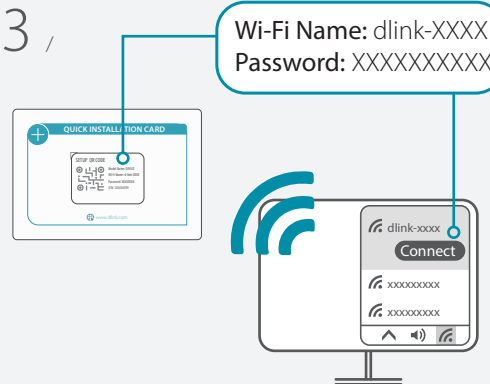 3 /
Wi-Fi Name: dlink-XXXX
Password: XXXXXXXXXX
QUICK INSTALLATION CARD
SETUP QR CODE
www.dlink.com
dlink-xxxx
Connect
xxxxxxxxx
xxxxxxxxx